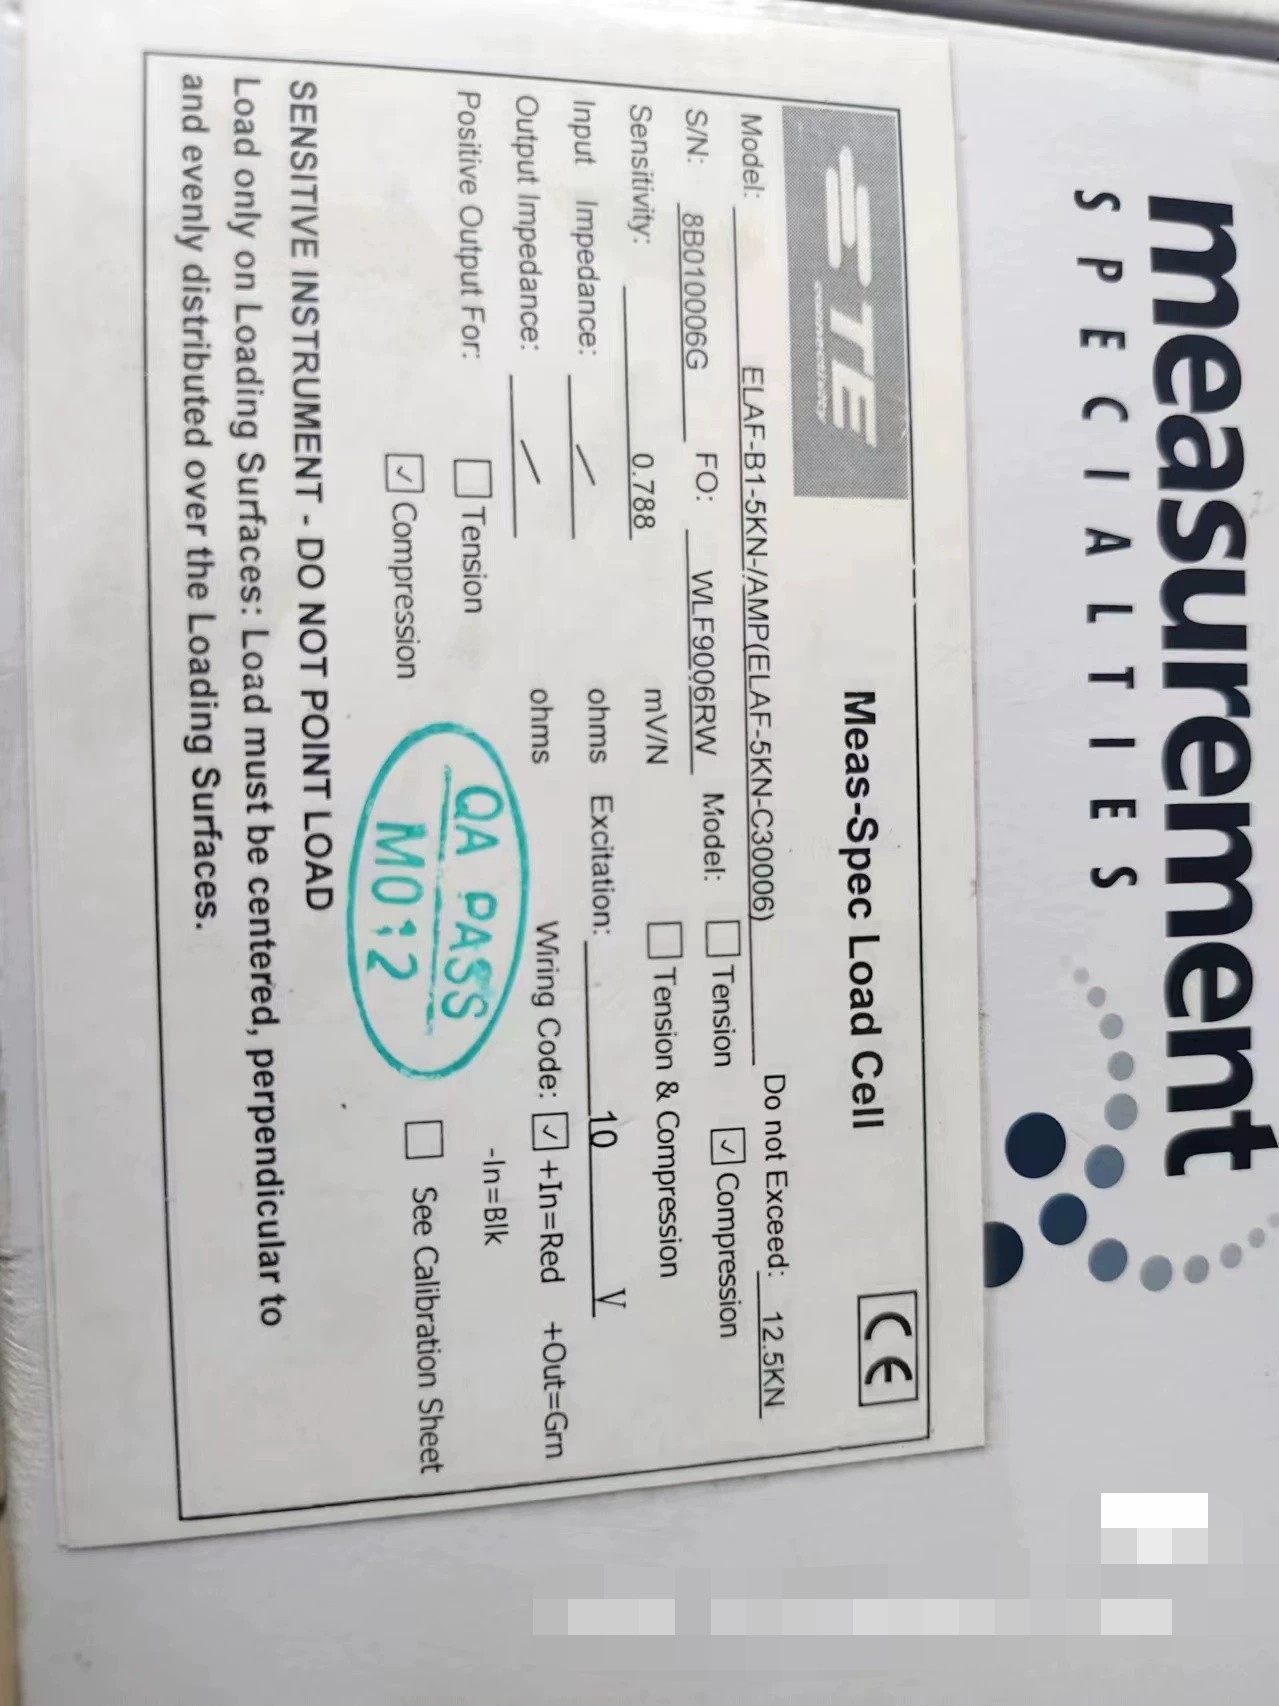 measurement
SPECIALTIES
TE
Meas-Spec Load Cell
CE
Model: ELAF-B1-5KN-/AMP(ELAF-5KN-C30006) Do not Exceed: 12.5KN
S/N: 8B010006G FO: WLF9006RW Model: Tension ✓ Compression
Sensitivity: 0.788 mV/N Tension & Compression
Input Impedance: / ohms Excitation: 10 V
Output Impedance: / ohms Wiring Code: ✓ +In=Red +Out=Grn
Positive Output For: Tension -In=Blk
✓ Compression See Calibration Sheet
QA PASS
SENSITIVE INSTRUMENT - DO NOT POINT LOAD
Load only on Loading Surfaces: Load must be centered, perpendicular to
and evenly distributed over the Loading Surfaces.